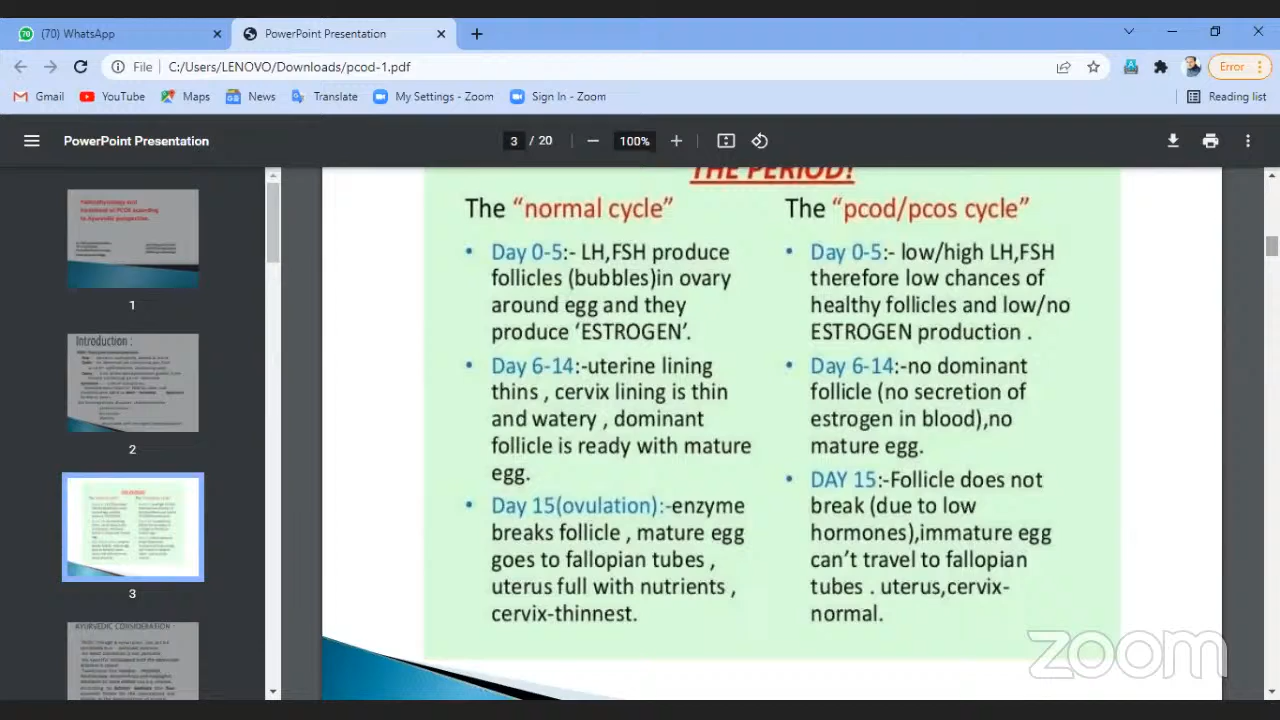 (70) WhatsApp
PowerPoint Presentation
File
C:/Users/LENOVO/Downloads/pcod-1.pdf
Error
Gmail
YouTube
Maps
News
Translate
My Settings - Zoom
Sign In - Zoom
Reading list
PowerPoint Presentation
3 / 20
100%
1
Introduction :
2
3
AYURVEDIC CONSIDERATION -
THE PERIOD!
The “normal cycle”
• Day 0-5:- LH,FSH produce
follicles (bubbles)in ovary
around egg and they
produce ‘ESTROGEN’.
• Day 6-14:-uterine lining
thins , cervix lining is thin
and watery , dominant
follicle is ready with mature
egg.
• Day 15(ovulation):-enzyme
breaks follicle , mature egg
goes to fallopian tubes ,
uterus full with nutrients ,
cervix-thinnest.
The “pcod/pcos cycle”
• Day 0-5:- low/high LH,FSH
therefore low chances of
healthy follicles and low/no
ESTROGEN production .
• Day 6-14:-no dominant
follicle (no secretion of
estrogen in blood),no
mature egg.
• DAY 15:-Follicle does not
break (due to low
hormones),immature egg
can’t travel to fallopian
tubes . uterus,cervix-
normal.
zoom